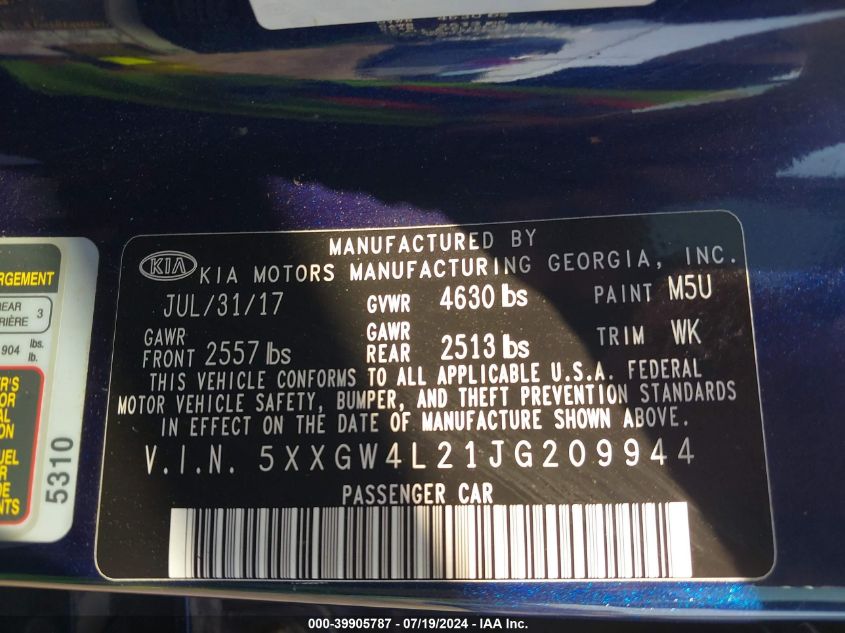 MANUFACTURED BY
KIA KIA MOTORS MANUFACTURING GEORGIA, INC.
JUL/31/17 GVWR 4630 lbs PAINT M5U
GAWR FRONT 2557 lbs GAWR REAR 2513 lbs TRIM WK
THIS VEHICLE CONFORMS TO ALL APPLICABLE U.S.A. FEDERAL
MOTOR VEHICLE SAFETY, BUMPER, AND THEFT PREVENTION STANDARDS
IN EFFECT ON THE DATE OF MANUFACTURE SHOWN ABOVE.
V.I.N. 5XXGW4L21JG209944
PASSENGER CAR
ARGEMENT
REAR
3
904 lbs.
lb.
5310
000-39905787 - 07/19/2024 - IAA Inc.